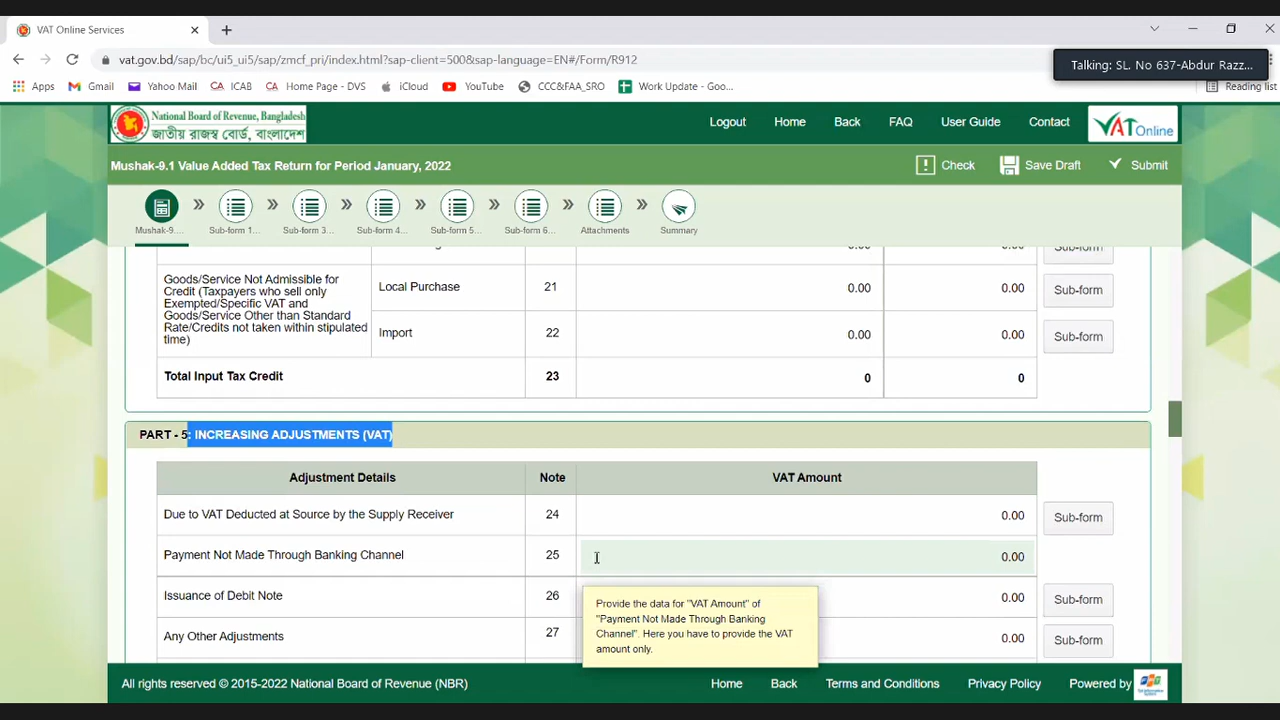 VAT Online Services
vat.gov.bd/sap/bc/ui5_ui5/sap/zmcf_pri/index.html?sap-client=500&sap-language=EN#/Form/R912
Talking: SL. No 637-Abdur Razz...
Apps Gmail Yahoo Mail CA ICAB CA Home Page - DVS iCloud YouTube CCC&FAA_SRO Work Update - Goo... Reading list
National Board of Revenue, Bangladesh
জাতীয় রাজস্ব বোর্ড, বাংলাদেশ
Logout Home Back FAQ User Guide Contact VAT Online
Mushak-9.1 Value Added Tax Return for Period January, 2022
Check Save Draft Submit
Mushak-9.... Sub-form 1... Sub-form 3... Sub-form 4... Sub-form 5... Sub-form 6... Attachments Summary
0.00 0.00 Sub-form
Goods/Service Not Admissible for
Credit (Taxpayers who sell only
Exempted/Specific VAT and
Goods/Service Other than Standard
Rate/Credits not taken within stipulated
time)
Local Purchase 21 0.00 0.00 Sub-form
Import 22 0.00 0.00 Sub-form
Total Input Tax Credit 23 0 0
PART - 5: INCREASING ADJUSTMENTS (VAT)
Adjustment Details Note VAT Amount
Due to VAT Deducted at Source by the Supply Receiver 24 0.00 Sub-form
Payment Not Made Through Banking Channel 25 0.00
Issuance of Debit Note 26 0.00 Sub-form
Any Other Adjustments 27 0.00 Sub-form
Provide the data for "VAT Amount" of
"Payment Not Made Through Banking
Channel". Here you have to provide the VAT
amount only.
All rights reserved © 2015-2022 National Board of Revenue (NBR) Home Back Terms and Conditions Privacy Policy Powered by FPT